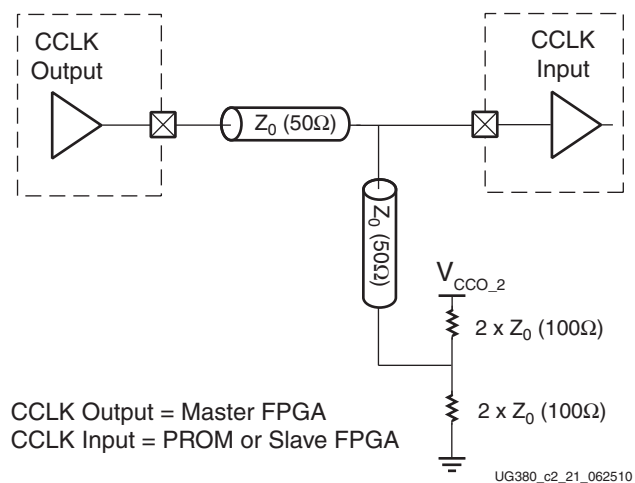 CCLK
Output
CCLK
Input
Z0 (50Ω)
Z0 (50Ω)
VCCO_2
2 x Z0 (100Ω)
2 x Z0 (100Ω)
CCLK Output = Master FPGA
CCLK Input = PROM or Slave FPGA
UG380_c2_21_062510